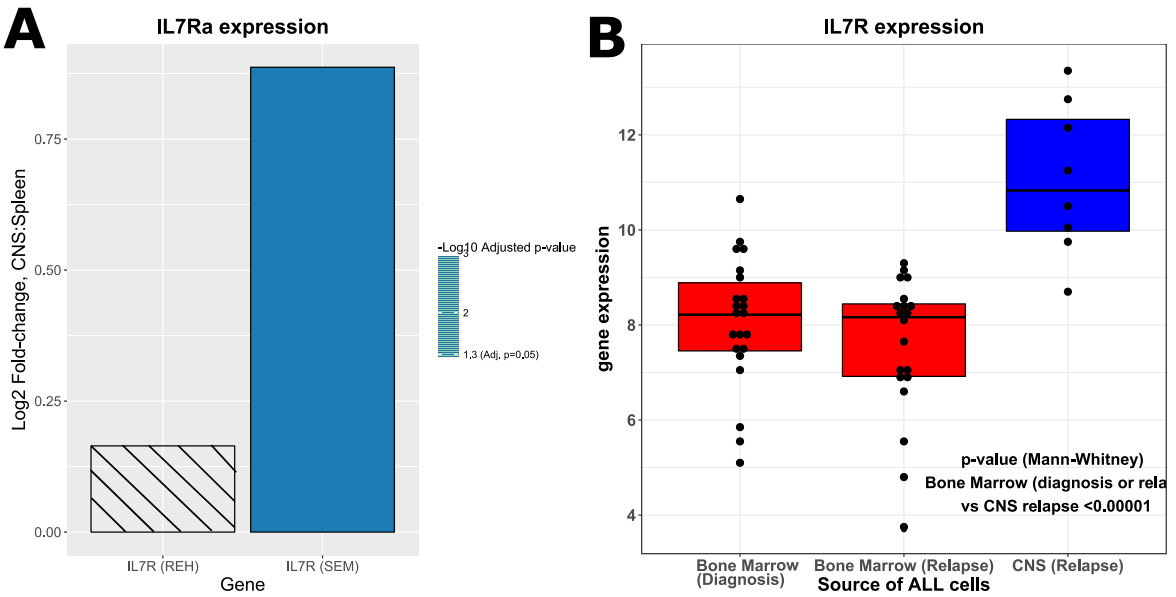 A
IL7Ra expression
Log2 Fold-change, CNS:Spleen
0.75
0.50
0.25
0.00
IL7R (REH)
IL7R (SEM)
Gene
-Log10 Adjusted p-value
3
2
1.3 (Adj. p=0.05)
B
IL7R expression
gene expression
12
10
8
6
4
p-value (Mann-Whitney)
Bone Marrow (diagnosis or rela
vs CNS relapse <0.00001
Bone Marrow
(Diagnosis)
Bone Marrow (Relapse)
CNS (Relapse)
Source of ALL cells